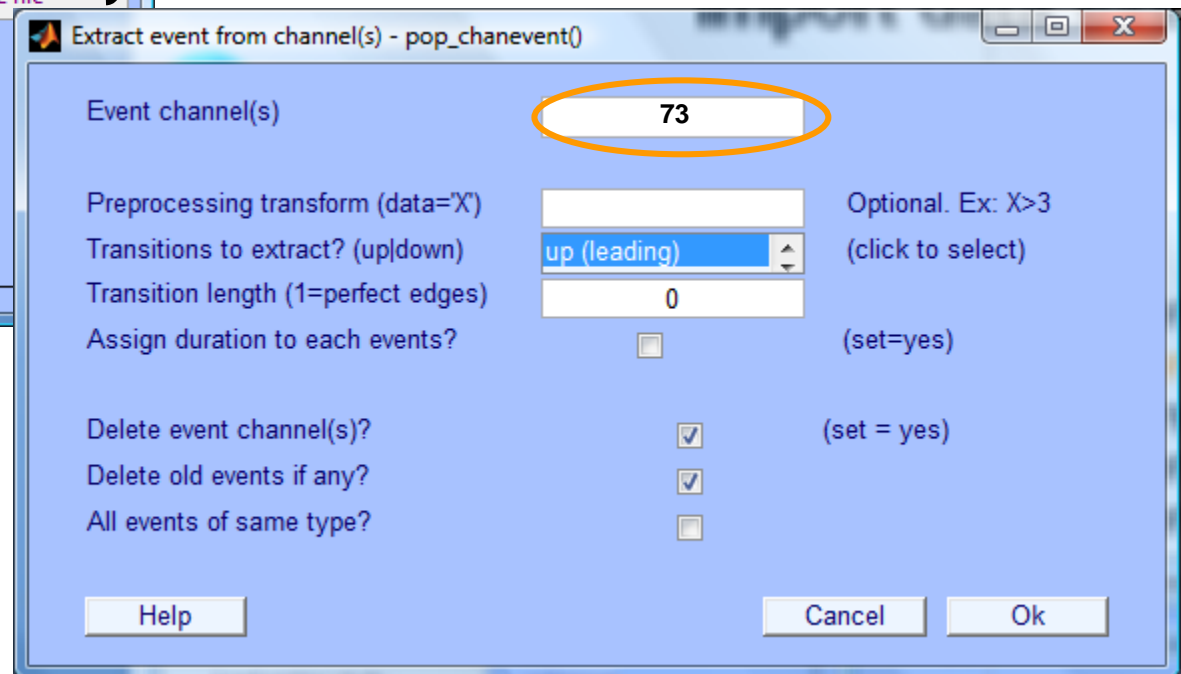 Extract event from channel(s) - pop_chanevent()
Event channel(s) 73
Preprocessing transform (data='X') Optional. Ex: X>3
Transitions to extract? (up|down) up (leading) (click to select)
Transition length (1=perfect edges) 0
Assign duration to each events? (set=yes)
Delete event channel(s)? (set = yes)
Delete old events if any?
All events of same type?
Help Cancel Ok